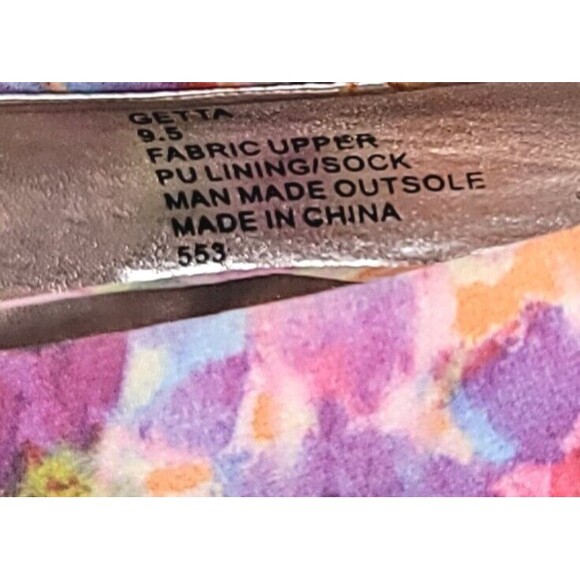 GETTA
9.5
FABRIC UPPER
PU LINING/SOCK
MAN MADE OUTSOLE
MADE IN CHINA
553